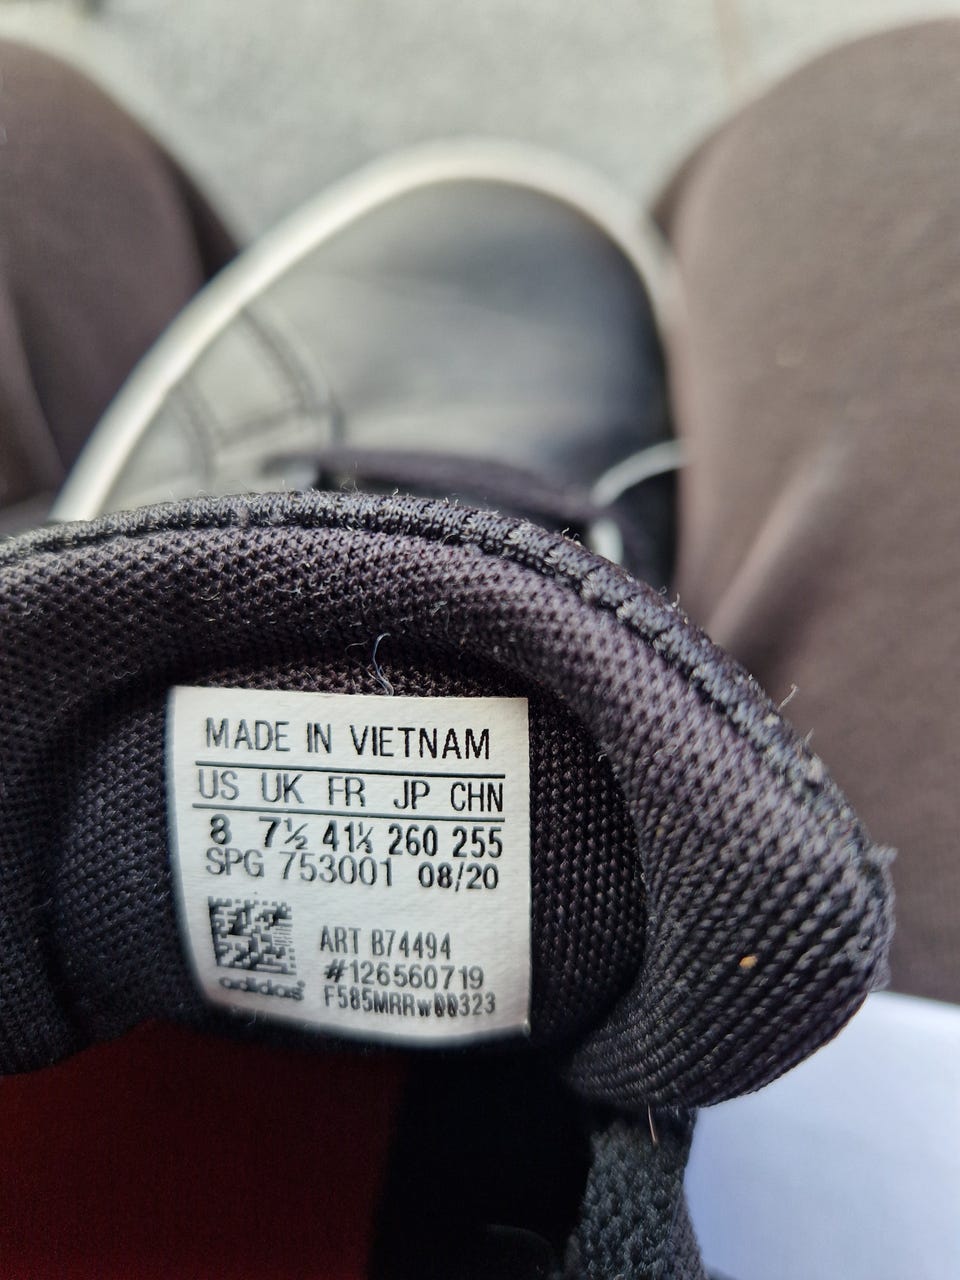 MADE IN VIETNAM
US UK FR JP CHN
8 7½ 41⅓ 260 255
SPG 753001 08/20
ART B74494
#126560719
adidas
F585MRRw00323